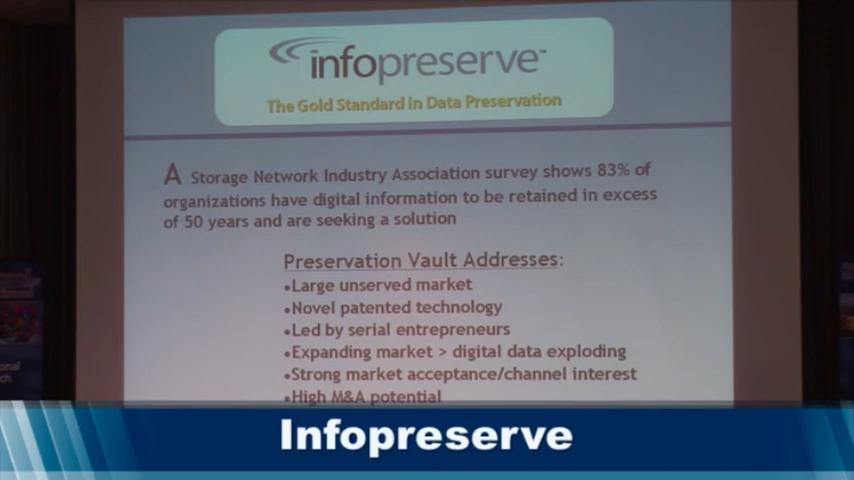 infopreserve™
The Gold Standard in Data Preservation
A Storage Network Industry Association survey shows 83% of
organizations have digital information to be retained in excess
of 50 years and are seeking a solution
Preservation Vault Addresses:
•Large unserved market
•Novel patented technology
•Led by serial entrepreneurs
•Expanding market > digital data exploding
•Strong market acceptance/channel interest
•High M&A potential
Infopreserve